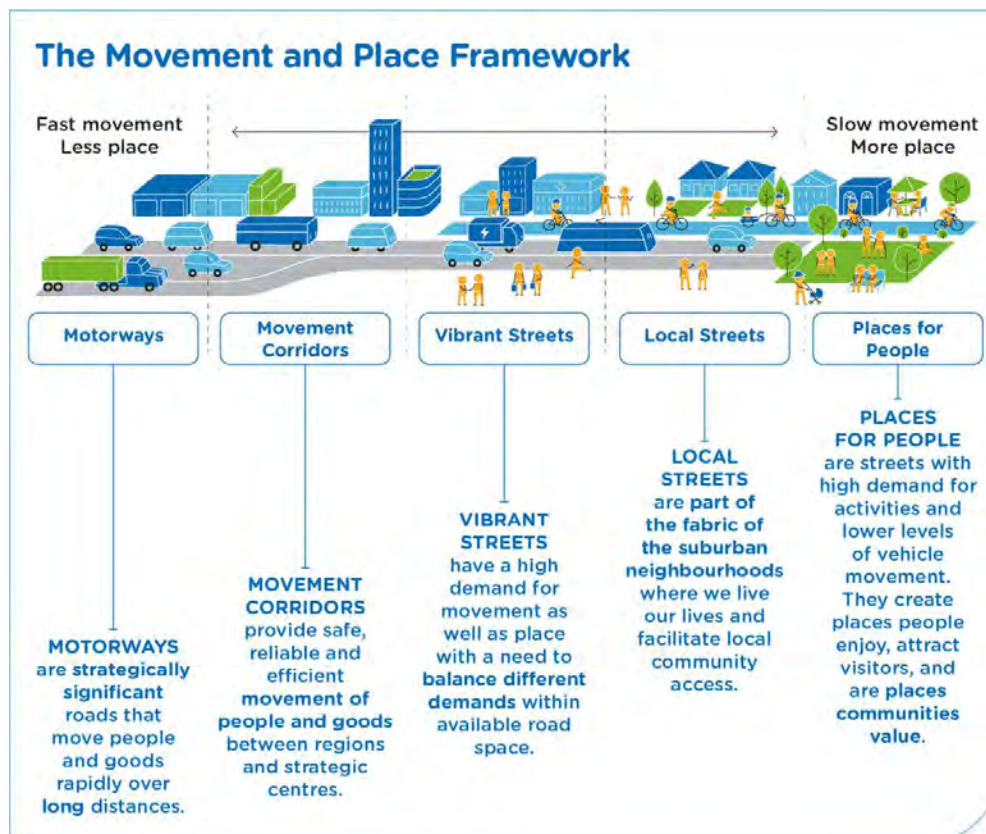 The Movement and Place Framework
Fast movement
Less place
Slow movement
More place
Motorways
Movement
Corridors
Vibrant Streets
Local Streets
Places for
People
MOTORWAYS
are strategically
significant
roads that
move people
and goods
rapidly over
long distances.
MOVEMENT
CORRIDORS
provide safe,
reliable and
efficient
movement of
people and goods
between regions
and strategic
centres.
VIBRANT
STREETS
have a high
demand for
movement as
well as place
with a need to
balance different
demands within
available road
space.
LOCAL
STREETS
are part of
the fabric of
the suburban
neighbourhoods
where we live
our lives and
facilitate local
community
access.
PLACES
FOR PEOPLE
are streets with
high demand for
activities and
lower levels
of vehicle
movement.
They create
places people
enjoy, attract
visitors, and
are places
communities
value.